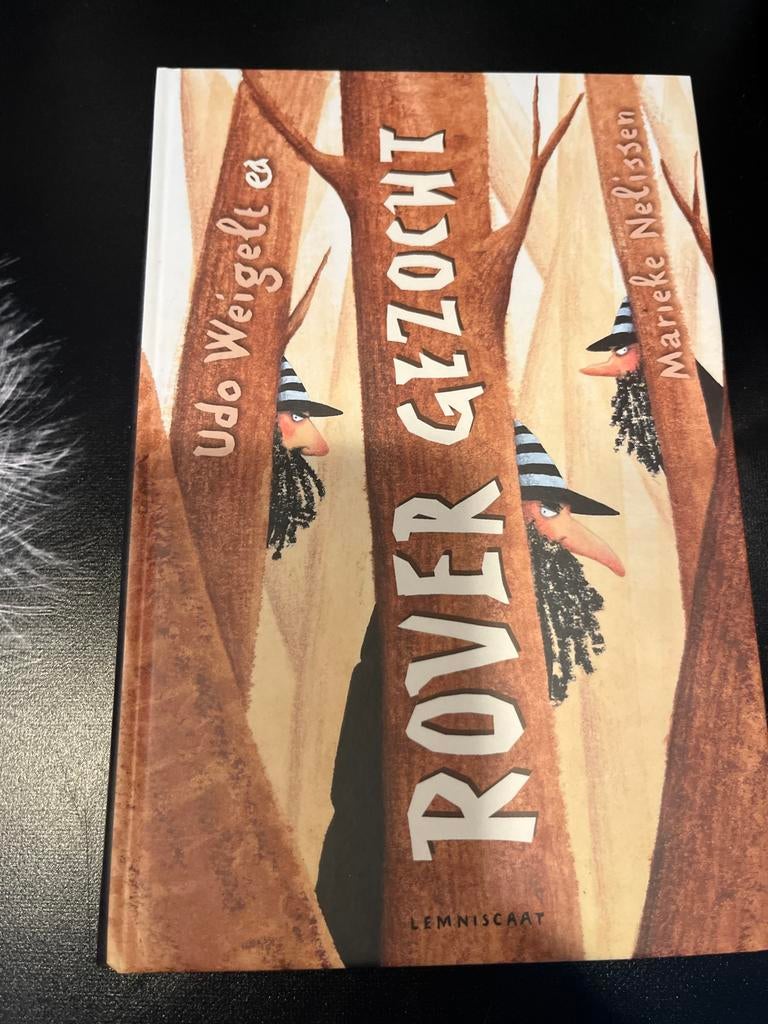 Udo Weigelt en
ROVER GEZOCHT
Marieke Nelissen
LEMNISCAAT